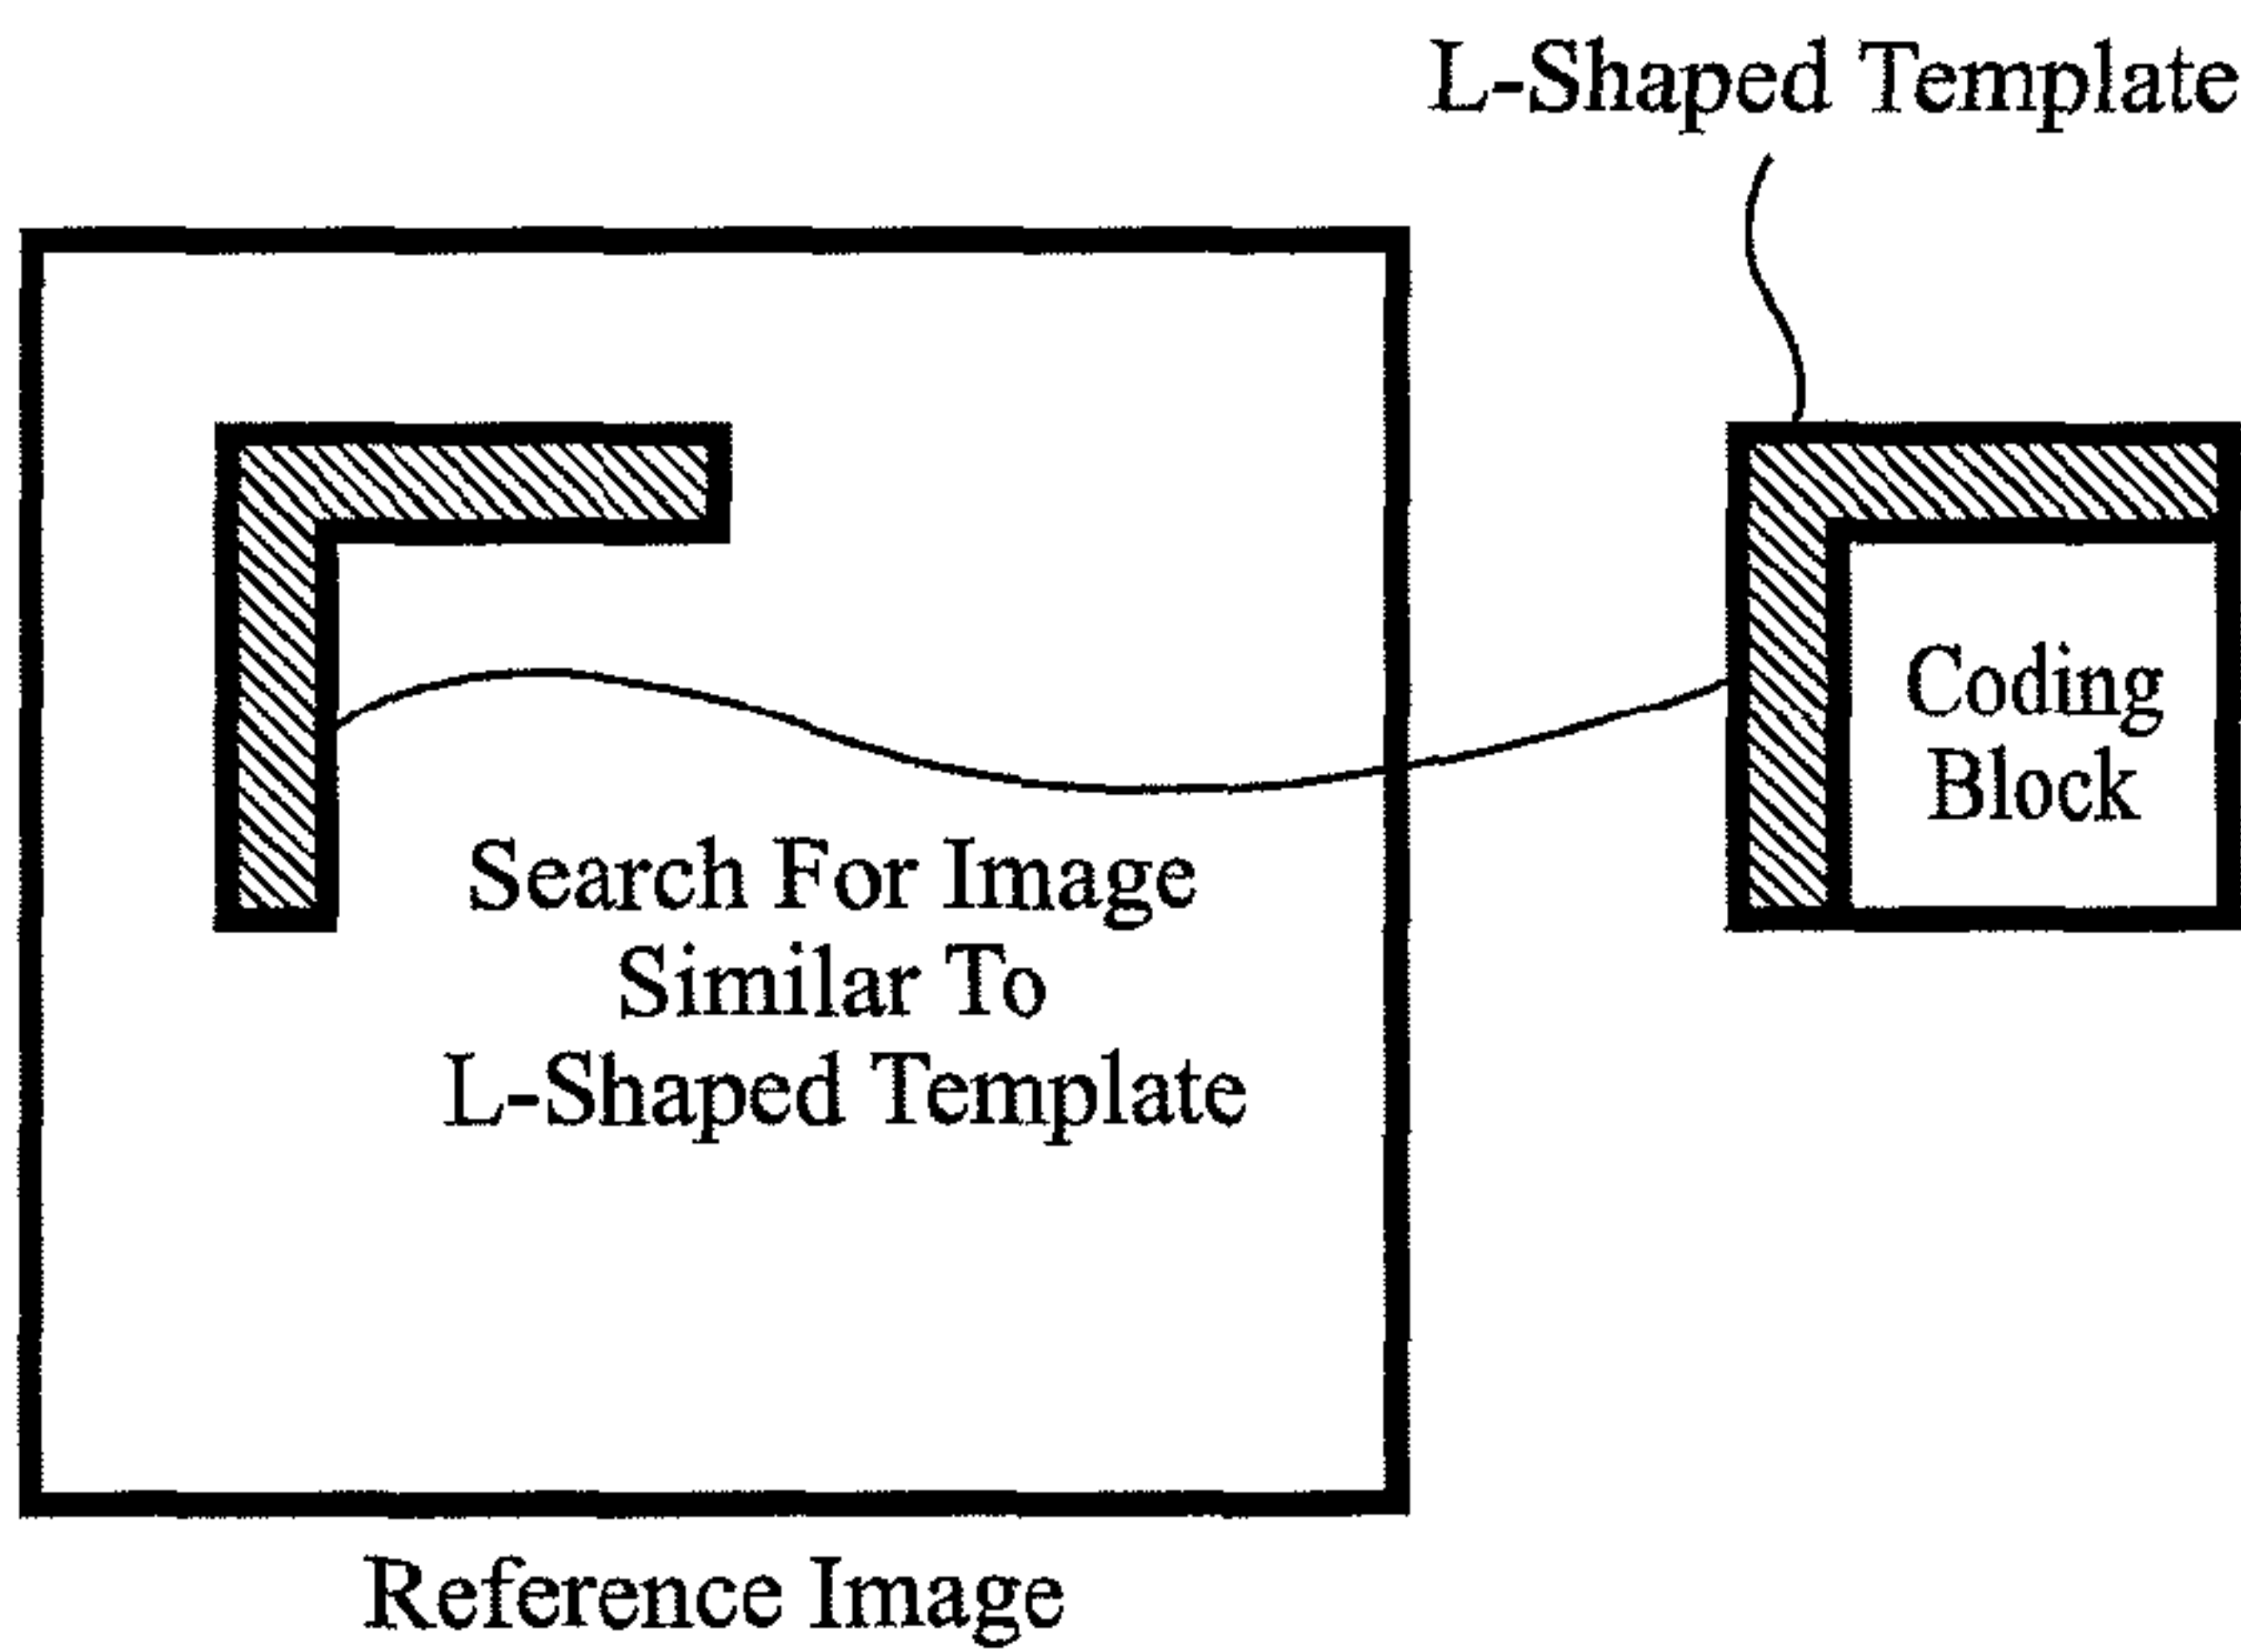 L-Shaped Template
Coding
Block
Search For Image
Similar To
L-Shaped Template
Reference Image